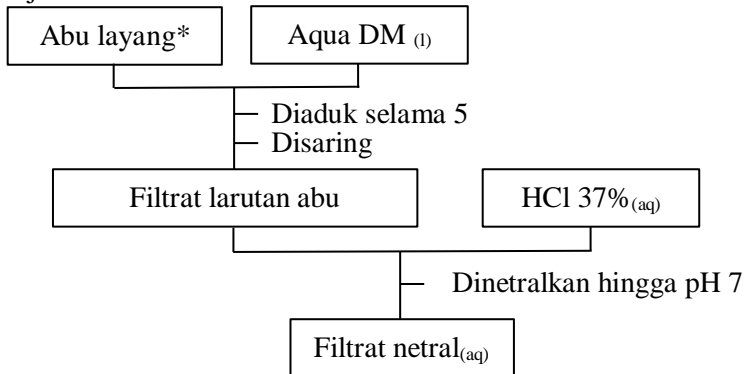 Abu layang*
Aqua DM (l)
Diaduk selama 5
Disaring
Filtrat larutan abu
HCl 37%(aq)
Dinetralkan hingga pH 7
Filtrat netral(aq)